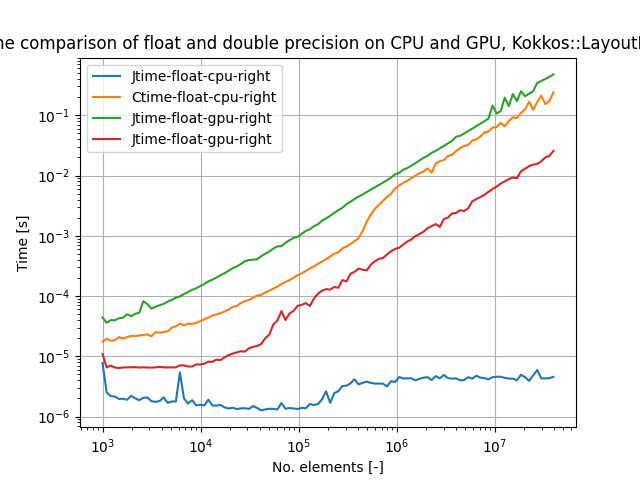 comparison of float and double precision on CPU and GPU, Kokkos::
Jtime-float-cpu-right
Ctime-float-cpu-right
Jtime-float-gpu-right
Jtime-float-gpu-right
Time [s]
10⁻¹
10⁻²
10⁻³
10⁻⁴
10⁻⁵
10⁻⁶
10³ 10⁴ 10⁵ 10⁶ 10⁷
No. elements [-]